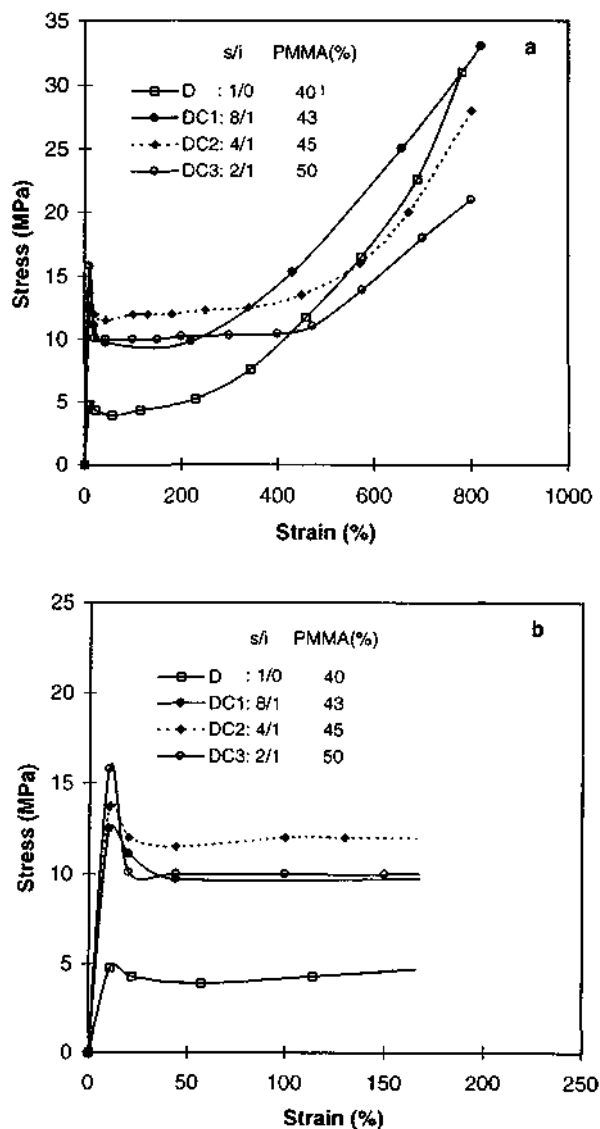 a
s/i PMMA(%)
D : 1/0 40
DC1: 8/1 43
DC2: 4/1 45
DC3: 2/1 50
35
30
25
20
15
10
5
0
Stress (MPa)
0 200 400 600 800 1000
Strain (%)
b
s/i PMMA(%)
D : 1/0 40
DC1: 8/1 43
DC2: 4/1 45
DC3: 2/1 50
25
20
15
10
5
0
Stress (MPa)
0 50 100 150 200 250
Strain (%)